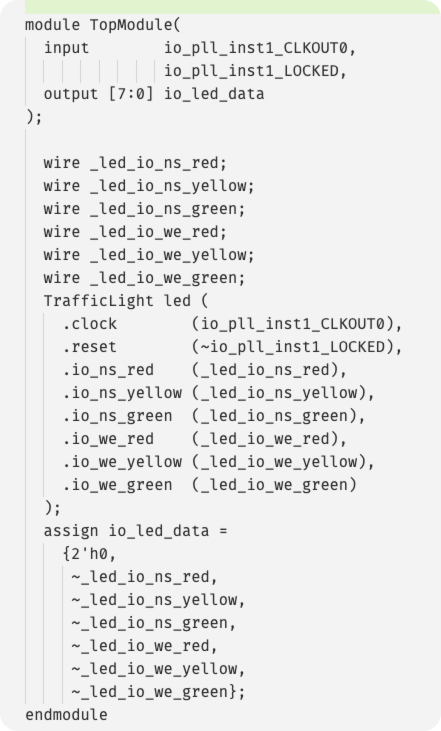 module TopModule(
  input        io_pll_inst1_CLKOUT0,
               io_pll_inst1_LOCKED,
  output [7:0] io_led_data
);
  wire _led_io_ns_red;
  wire _led_io_ns_yellow;
  wire _led_io_ns_green;
  wire _led_io_we_red;
  wire _led_io_we_yellow;
  wire _led_io_we_green;
  TrafficLight led (
    .clock        (io_pll_inst1_CLKOUT0),
    .reset        (~io_pll_inst1_LOCKED),
    .io_ns_red    (_led_io_ns_red),
    .io_ns_yellow (_led_io_ns_yellow),
    .io_ns_green  (_led_io_ns_green),
    .io_we_red    (_led_io_we_red),
    .io_we_yellow (_led_io_we_yellow),
    .io_we_green  (_led_io_we_green)
  );
  assign io_led_data =
    {2'h0,
     ~_led_io_ns_red,
     ~_led_io_ns_yellow,
     ~_led_io_ns_green,
     ~_led_io_we_red,
     ~_led_io_we_yellow,
     ~_led_io_we_green};
endmodule